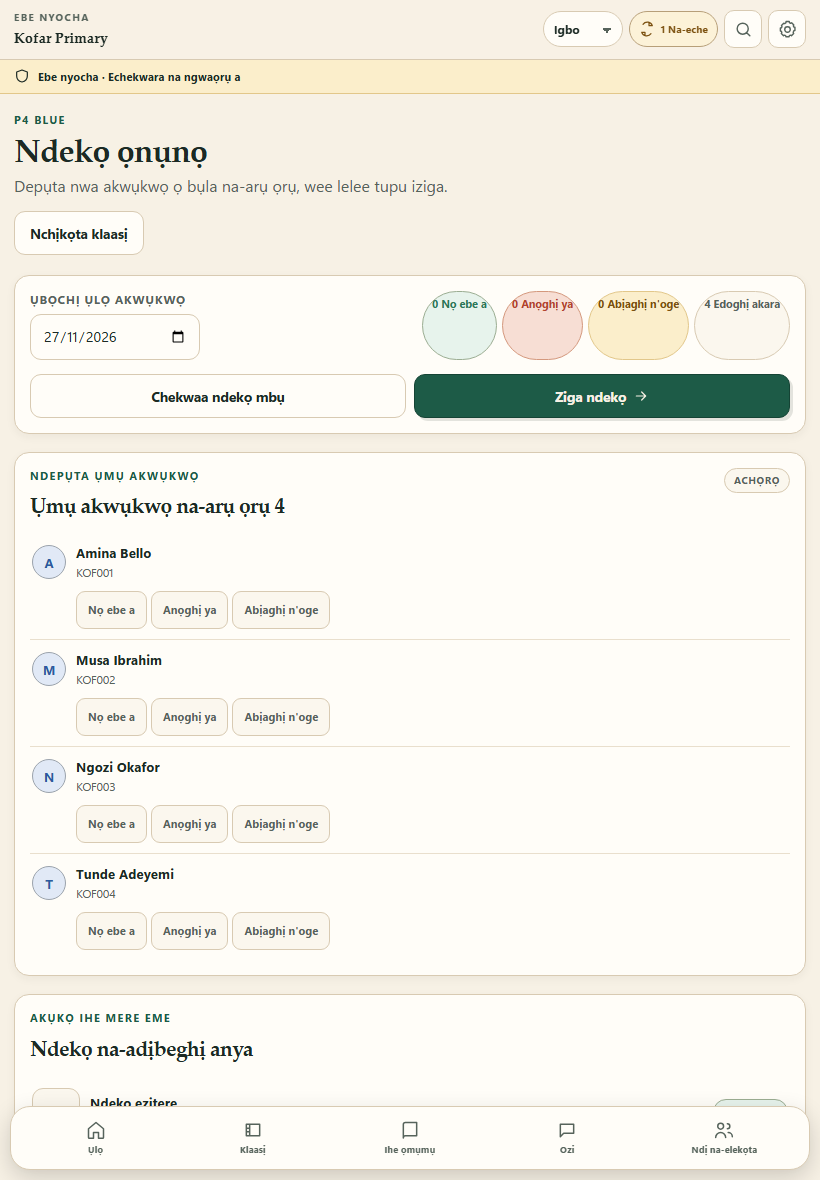 EBE NYOCHA
Kofar Primary
Igbo
1 Na-eche
Ebe nyocha · Echekwara na ngwaọrụ a
P4 BLUE
Ndekọ ọnụnọ
Depụta nwa akwụkwọ ọ bụla na-arụ ọrụ, wee lelee tupu iziga.
Nchịkọta klaasị
ỤBỌCHỊ ỤLỌ AKWỤKWỌ
27/11/2026
0 Nọ ebe a
0 Anọghị ya
0 Abịaghị n'oge
4 Edoghị akara
Chekwaa ndekọ mbụ
Ziga ndekọ
NDEPỤTA ỤMỤ AKWỤKWỌ
Ụmụ akwụkwọ na-arụ ọrụ 4
ACHỌRỌ
A
Amina Bello
KOF001
Nọ ebe a
Anọghị ya
Abịaghị n'oge
M
Musa Ibrahim
KOF002
Nọ ebe a
Anọghị ya
Abịaghị n'oge
N
Ngozi Okafor
KOF003
Nọ ebe a
Anọghị ya
Abịaghị n'oge
T
Tunde Adeyemi
KOF004
Nọ ebe a
Anọghị ya
Abịaghị n'oge
AKỤKỌ IHE MERE EME
Ndekọ na-adịbeghị anya
Ụlọ
Klaasị
Ihe ọmụmụ
Ozi
Ndị na-elekọta